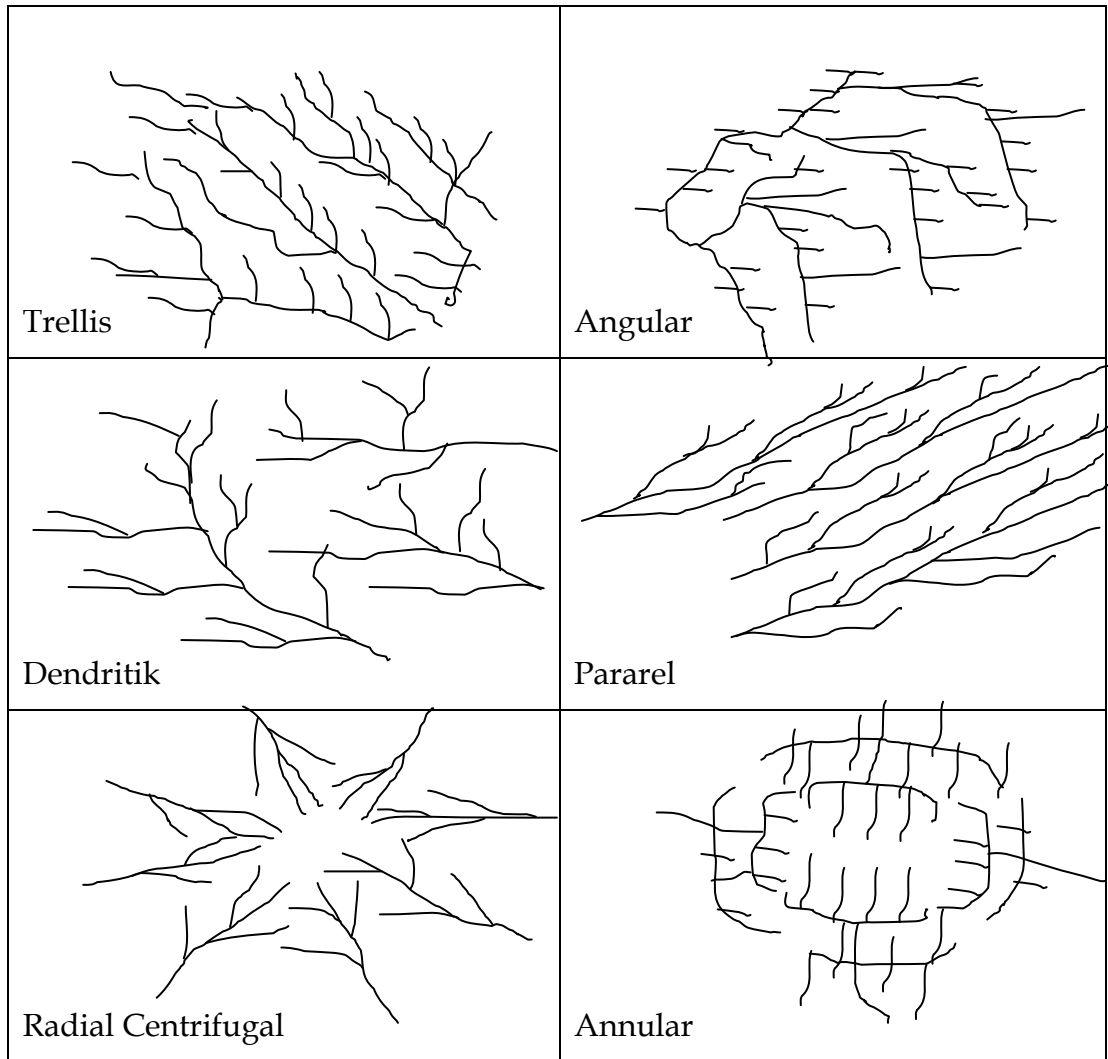 Trellis
Angular
Dendritik
Pararel
Radial Centrifugal
Annular